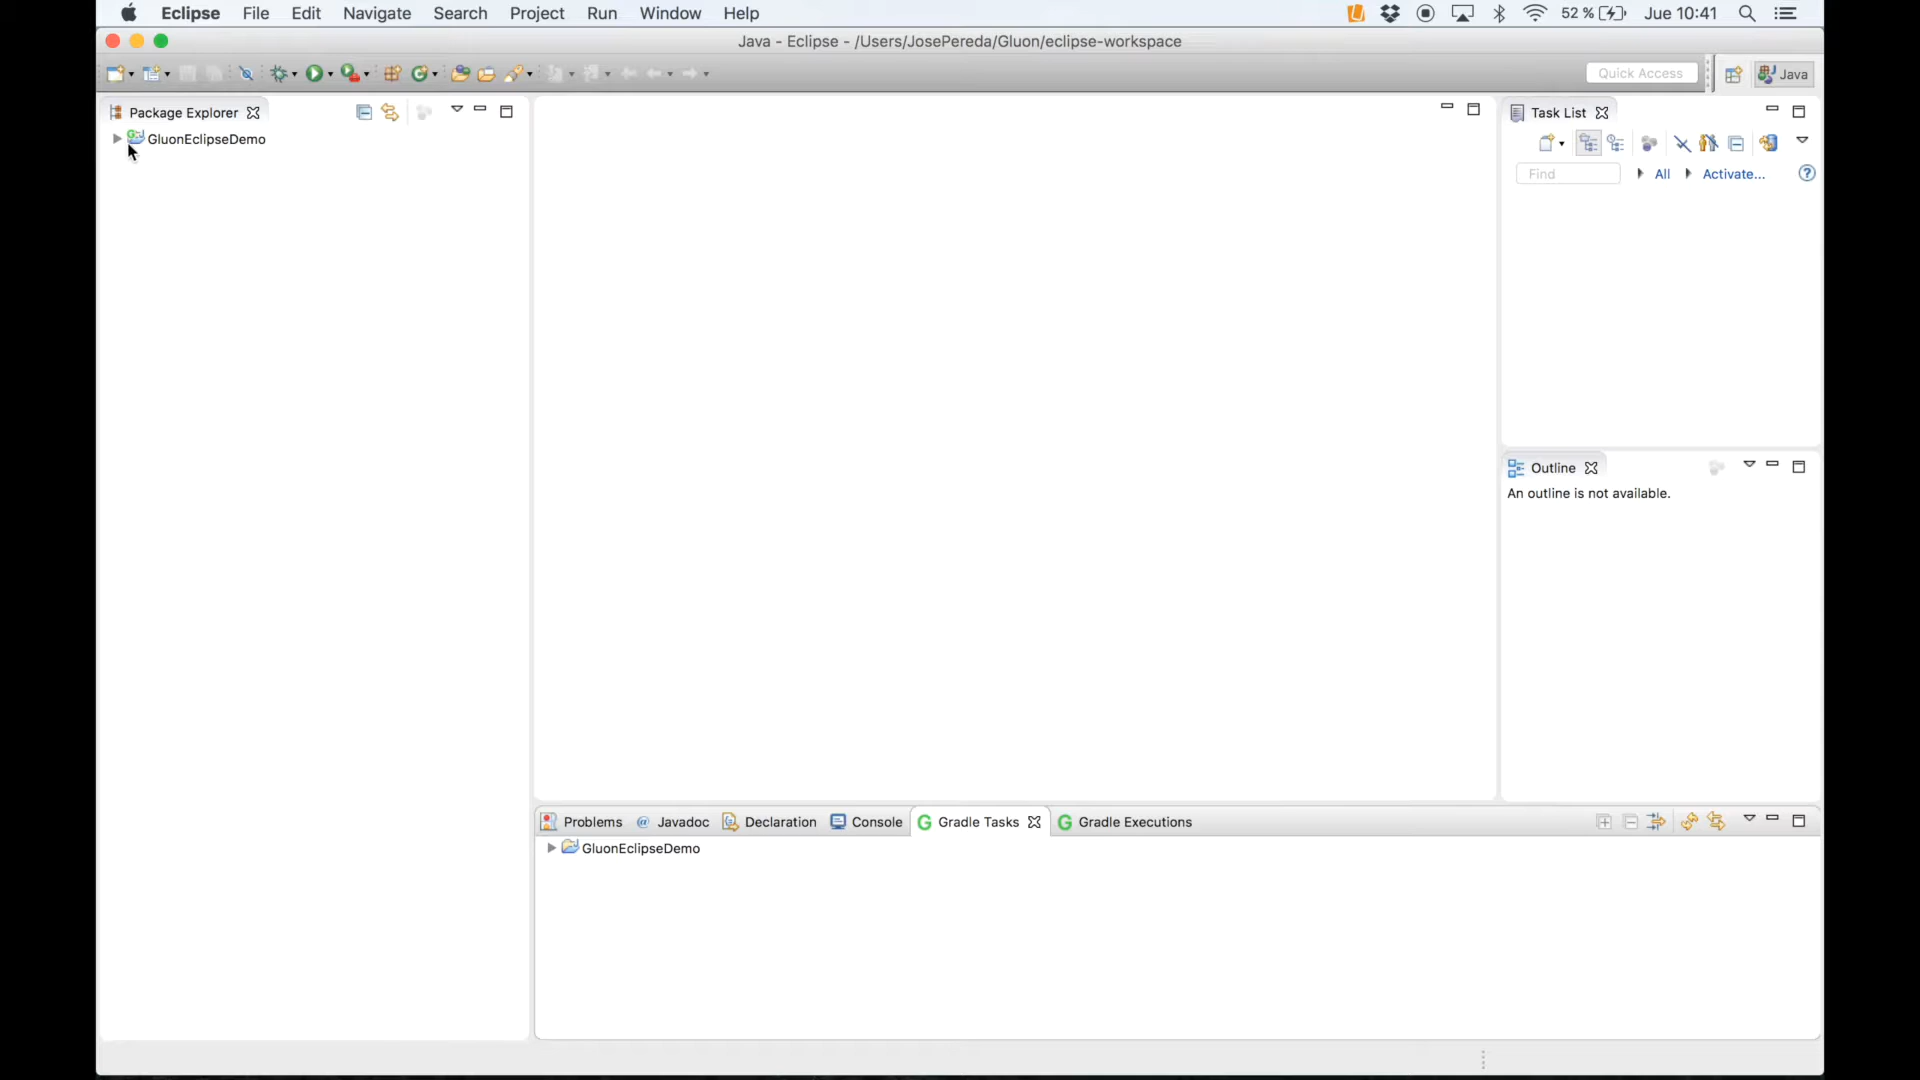 Eclipse File Edit Navigate Search Project Run Window Help 52 % Jue 10:41
Java - Eclipse - /Users/JosePereda/Gluon/eclipse-workspace
Quick Access Java
Package Explorer
GluonEclipseDemo
Task List
Find All Activate...
Outline
An outline is not available.
Problems @ Javadoc Declaration Console Gradle Tasks Gradle Executions
GluonEclipseDemo